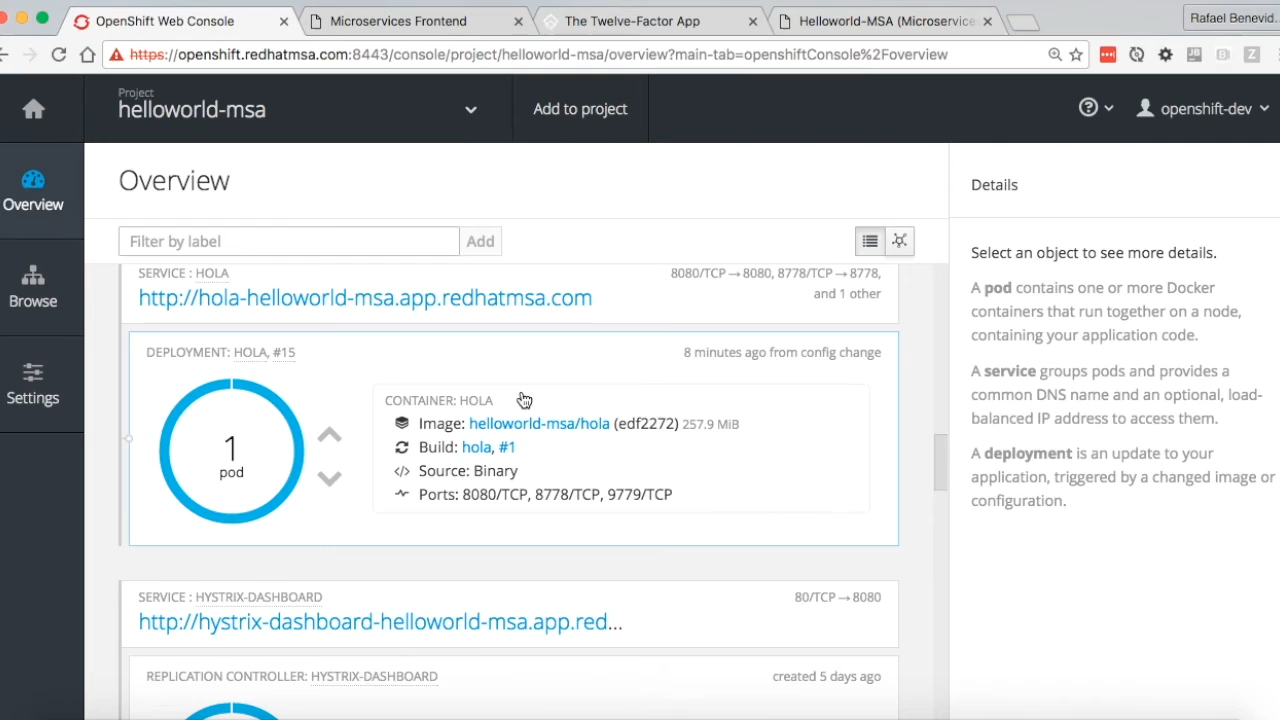 OpenShift Web Console
Microservices Frontend
The Twelve-Factor App
Helloworld-MSA (Microservice
Rafael Benevid
https://openshift.redhatmsa.com:8443/console/project/helloworld-msa/overview?main-tab=openshiftConsole%2Foverview
Project
helloworld-msa
Add to project
openshift-dev
Overview
Browse
Settings
Overview
Filter by label
Add
SERVICE : HOLA
8080/TCP → 8080, 8778/TCP → 8778,
http://hola-helloworld-msa.app.redhatmsa.com
and 1 other
DEPLOYMENT: HOLA, #15
8 minutes ago from config change
1
pod
CONTAINER: HOLA
Image: helloworld-msa/hola (edf2272) 257.9 MiB
Build: hola, #1
Source: Binary
Ports: 8080/TCP, 8778/TCP, 9779/TCP
SERVICE : HYSTRIX-DASHBOARD
80/TCP → 8080
http://hystrix-dashboard-helloworld-msa.app.red...
REPLICATION CONTROLLER: HYSTRIX-DASHBOARD
created 5 days ago
Details
Select an object to see more details.
A pod contains one or more Docker
containers that run together on a node,
containing your application code.
A service groups pods and provides a
common DNS name and an optional, load-
balanced IP address to access them.
A deployment is an update to your
application, triggered by a changed image or
configuration.